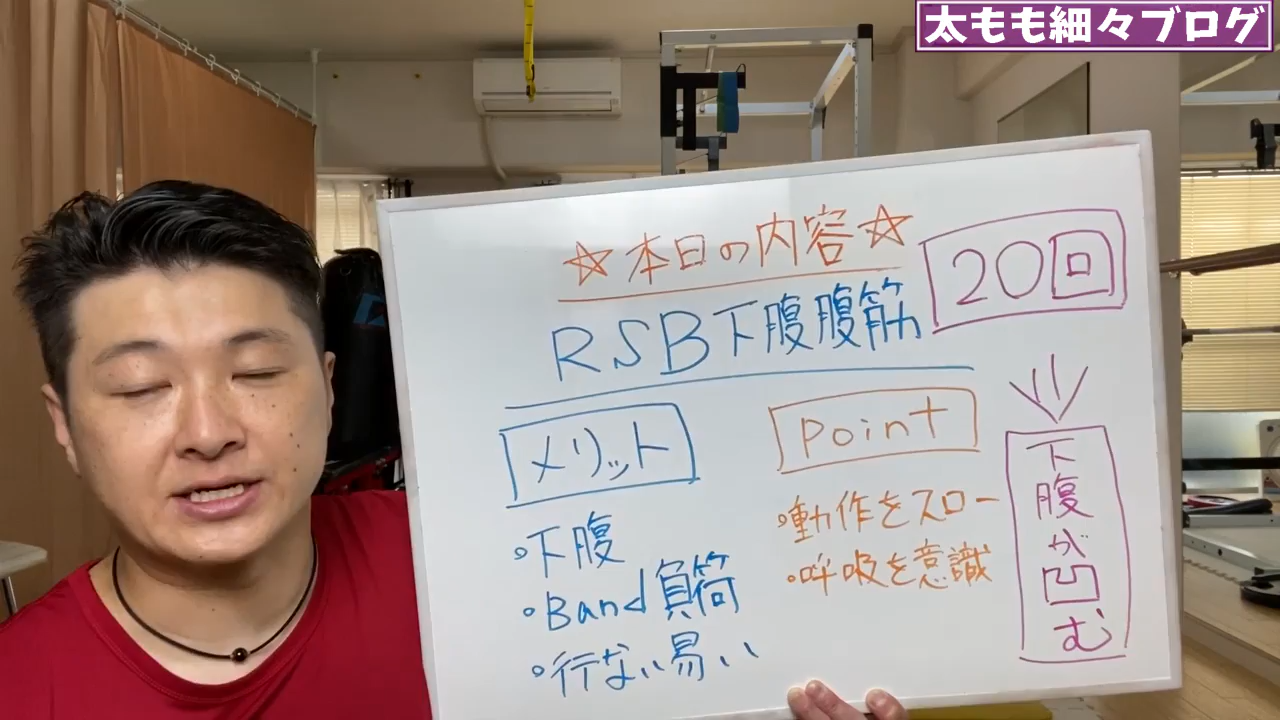 太もも細々ブログ
☆本日の内容☆
20回
RSB下腹腹筋
メリット
・下腹
・Band負荷
・行ない易い
Point
・動作をスロー
・呼吸を意識
下腹が凹む